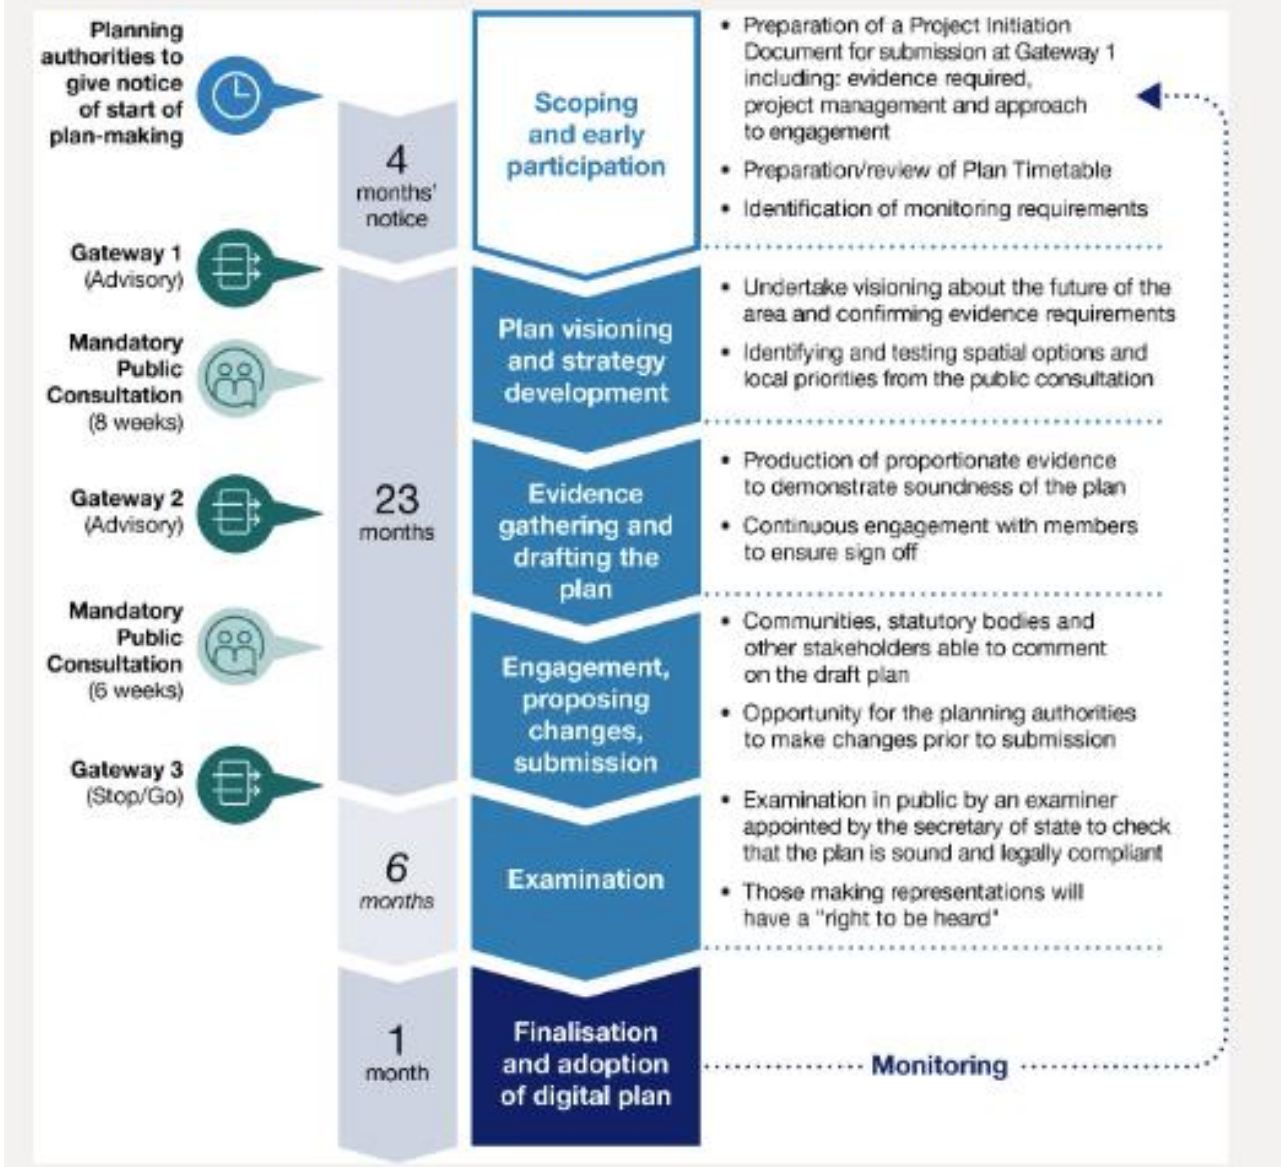 Planning
authorities to
give notice
of start of
plan-making
Gateway 1
(Advisory)
Mandatory
Public
Consultation
(8 weeks)
Gateway 2
(Advisory)
Mandatory
Public
Consultation
(6 weeks)
Gateway 3
(Stop/Go)
4
months'
notice
23
months
6
months
1
month
Scoping
and early
participation
• Preparation of a Project Initiation
Document for submission at Gateway 1
including: evidence required,
project management and approach
to engagement
• Preparation/review of Plan Timetable
• Identification of monitoring requirements
Plan visioning
and strategy
development
• Undertake visioning about the future of the
area and confirming evidence requirements
• Identifying and testing spatial options and
local priorities from the public consultation
Evidence
gathering and
drafting the
plan
• Production of proportionate evidence
to demonstrate soundness of the plan
• Continuous engagement with members
to ensure sign off
Engagement,
proposing
changes,
submission
• Communities, statutory bodies and
other stakeholders able to comment
on the draft plan
• Opportunity for the planning authorities
to make changes prior to submission
Examination
• Examination in public by an examiner
appointed by the secretary of state to check
that the plan is sound and legally compliant
• Those making representations will
have a "right to be heard"
Finalisation
and adoption
of digital plan
Monitoring